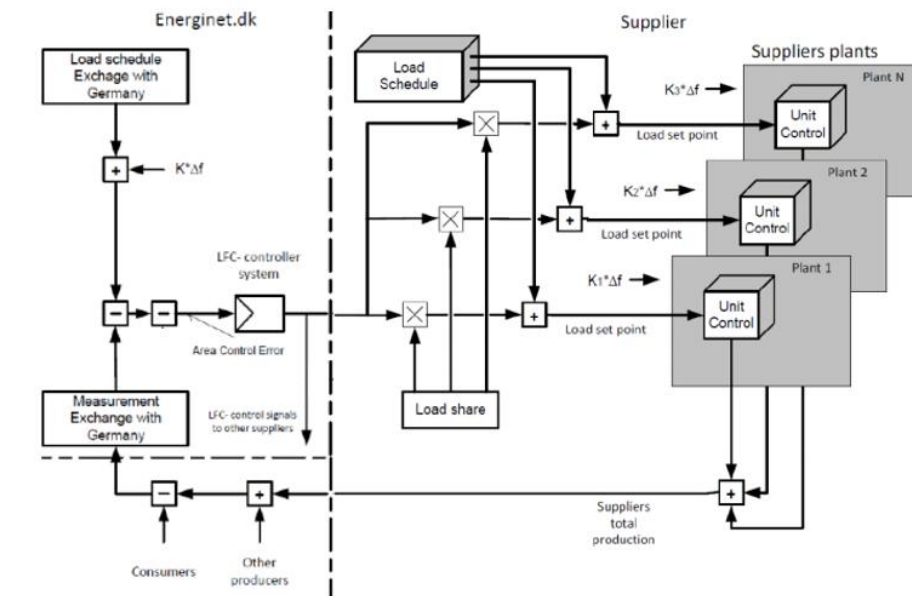 Energinet.dk
Supplier
Load schedule
Exchage with
Germany
Load
Schedule
Suppliers plants
Plant N
K3*Δf
Unit
Control
+
Load set point
+
K*Δf
Plant 2
K2*Δf
Unit
Control
+
Load set point
LFC- controller
system
Plant 1
K1*Δf
Unit
Control
−
−
+
Load set point
Area Control Error
Measurement
Exchange with
Germany
LFC- control signals
to other suppliers
Load share
−
+
+
Suppliers
total
production
Consumers
Other
producers